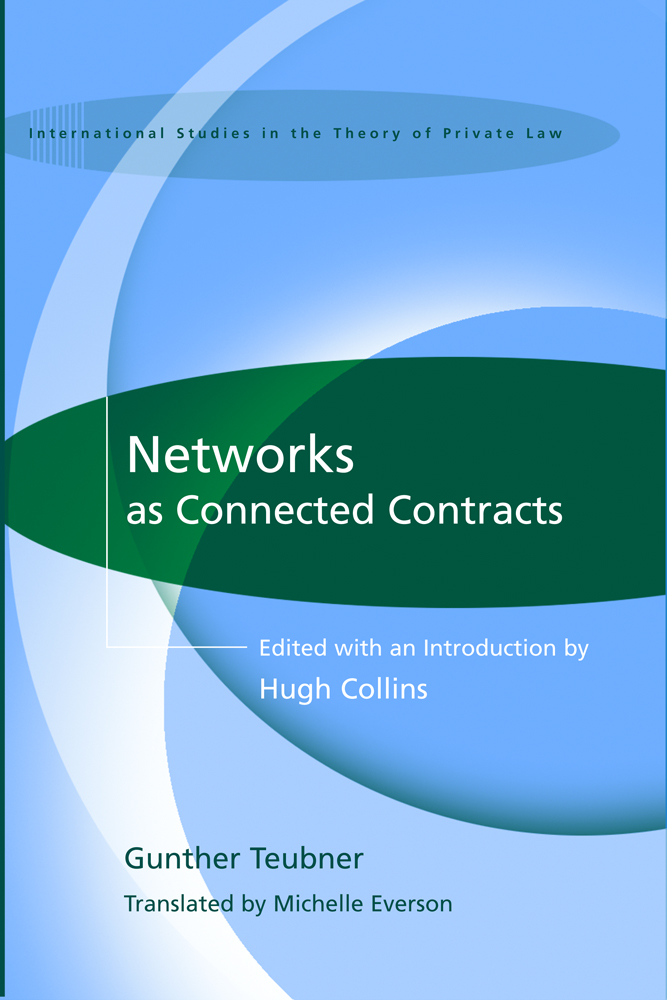 International Studies in the Theory of Private Law
Networks
as Connected Contracts
Edited with an Introduction by
Hugh Collins
Gunther Teubner
Translated by Michelle Everson